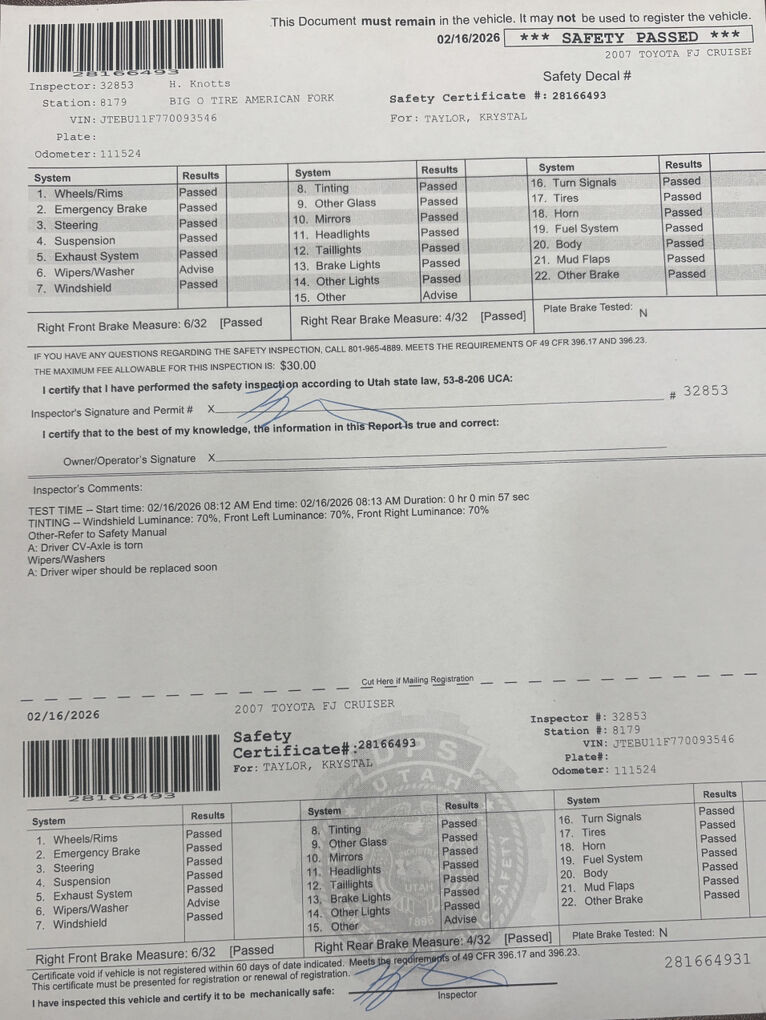 This Document must remain in the vehicle. It may not be used to register the vehicle.
02/16/2026 *** SAFETY PASSED ***
2007 TOYOTA FJ CRUISER
28166493
Safety Decal #
Inspector: 32853 H. Knotts
Station: 8179 BIG O TIRE AMERICAN FORK
Safety Certificate #: 28166493
VIN: JTEBU11F770093546
For: TAYLOR, KRYSTAL
Plate:
Odometer: 111524
System Results System Results System Results
1. Wheels/Rims Passed 8. Tinting Passed 16. Turn Signals Passed
2. Emergency Brake Passed 9. Other Glass Passed 17. Tires Passed
3. Steering Passed 10. Mirrors Passed 18. Horn Passed
4. Suspension Passed 11. Headlights Passed 19. Fuel System Passed
5. Exhaust System Passed 12. Taillights Passed 20. Body Passed
6. Wipers/Washer Advise 13. Brake Lights Passed 21. Mud Flaps Passed
7. Windshield Passed 14. Other Lights Passed 22. Other Brake Passed
15. Other Advise
Right Front Brake Measure: 6/32 [Passed Right Rear Brake Measure: 4/32 [Passed] Plate Brake Tested: N
IF YOU HAVE ANY QUESTIONS REGARDING THE SAFETY INSPECTION, CALL 801-965-4889. MEETS THE REQUIREMENTS OF 49 CFR 396.17 AND 396.23.
THE MAXIMUM FEE ALLOWABLE FOR THIS INSPECTION IS: $30.00
I certify that I have performed the safety inspection according to Utah state law, 53-8-206 UCA:
Inspector's Signature and Permit # X # 32853
I certify that to the best of my knowledge, the information in this Report is true and correct:
Owner/Operator's Signature X
Inspector's Comments:
TEST TIME -- Start time: 02/16/2026 08:12 AM End time: 02/16/2026 08:13 AM Duration: 0 hr 0 min 57 sec
TINTING -- Windshield Luminance: 70%, Front Left Luminance: 70%, Front Right Luminance: 70%
Other-Refer to Safety Manual
A: Driver CV-Axle is torn
Wipers/Washers
A: Driver wiper should be replaced soon
Cut Here if Mailing Registration
02/16/2026 2007 TOYOTA FJ CRUISER
Inspector #: 32853
Station #: 8179
VIN: JTEBU11F770093546
Plate#:
Odometer: 111524
Safety
Certificate#:28166493
For: TAYLOR, KRYSTAL
28166493
DPS
UTAH
UTAH
1896
SAFETY
System Results System Results System Results
1. Wheels/Rims Passed 8. Tinting Passed 16. Turn Signals Passed
2. Emergency Brake Passed 9. Other Glass Passed 17. Tires Passed
3. Steering Passed 10. Mirrors Passed 18. Horn Passed
4. Suspension Passed 11. Headlights Passed 19. Fuel System Passed
5. Exhaust System Passed 12. Taillights Passed 20. Body Passed
6. Wipers/Washer Advise 13. Brake Lights Passed 21. Mud Flaps Passed
7. Windshield Passed 14. Other Lights Passed 22. Other Brake Passed
15. Other Advise
Right Front Brake Measure: 6/32 [Passed Right Rear Brake Measure: 4/32 [Passed] Plate Brake Tested: N
Certificate void if vehicle is not registered within 60 days of date indicated. Meets the requirements of 49 CFR 396.17 and 396.23.
This certificate must be presented for registration or renewal of registration.
281664931
I have inspected this vehicle and certify it to be mechanically safe:
Inspector